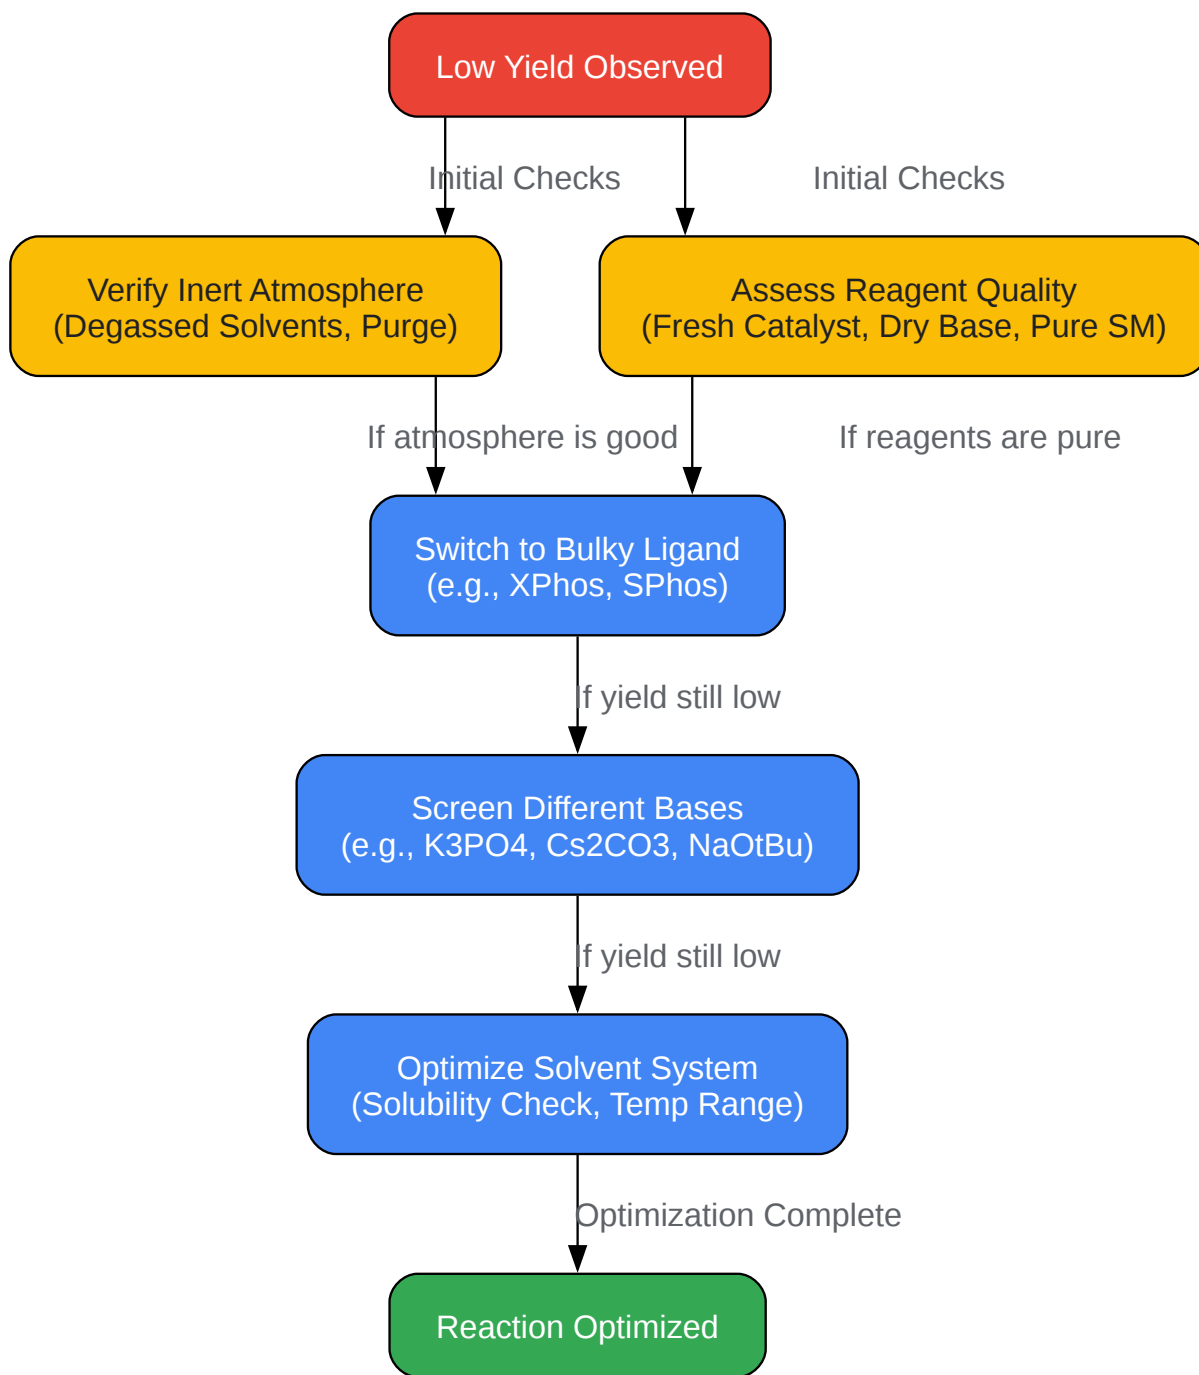 Low Yield Observed
Initial Checks
Initial Checks
Verify Inert Atmosphere
(Degassed Solvents, Purge)
Assess Reagent Quality
(Fresh Catalyst, Dry Base, Pure SM)
If atmosphere is good
If reagents are pure
Switch to Bulky Ligand
(e.g., XPhos, SPhos)
If yield still low
Screen Different Bases
(e.g., K3PO4, Cs2CO3, NaOtBu)
If yield still low
Optimize Solvent System
(Solubility Check, Temp Range)
Optimization Complete
Reaction Optimized